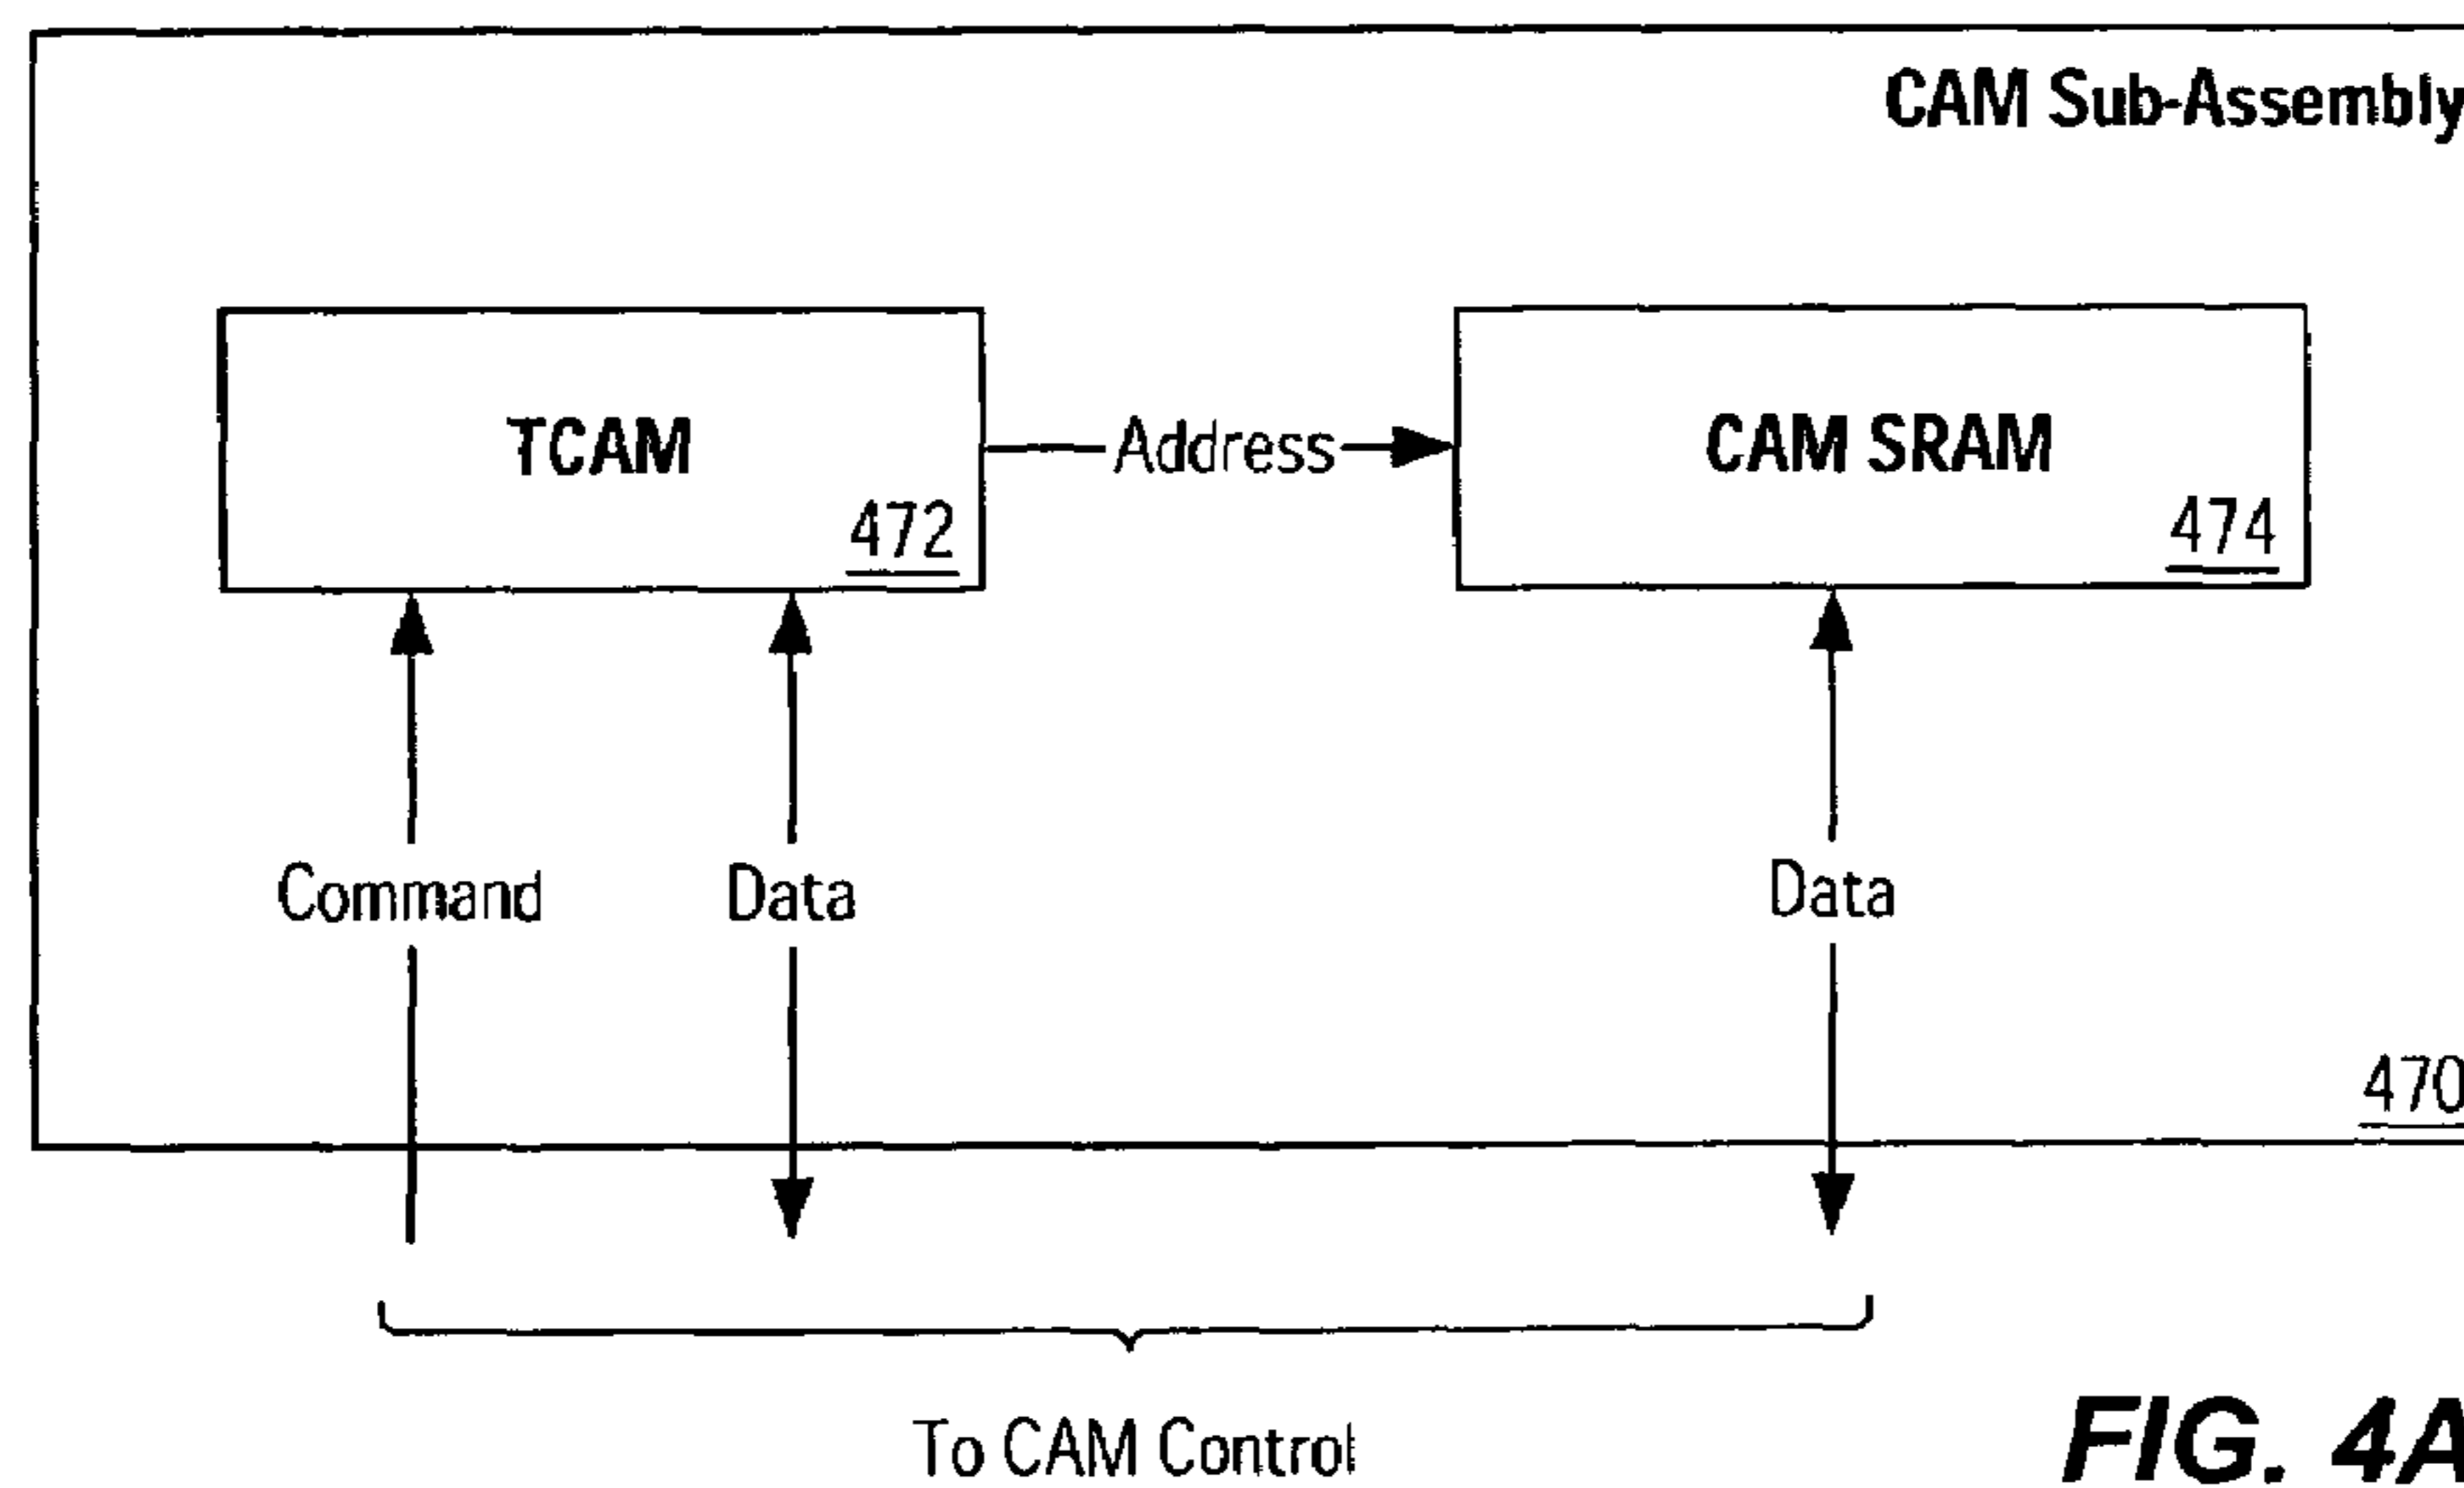 CAM Sub-Assembly
TCAM
472
Address
CAM SRAM
474
Command
Data
Data
470
To CAM Control
FIG. 4A